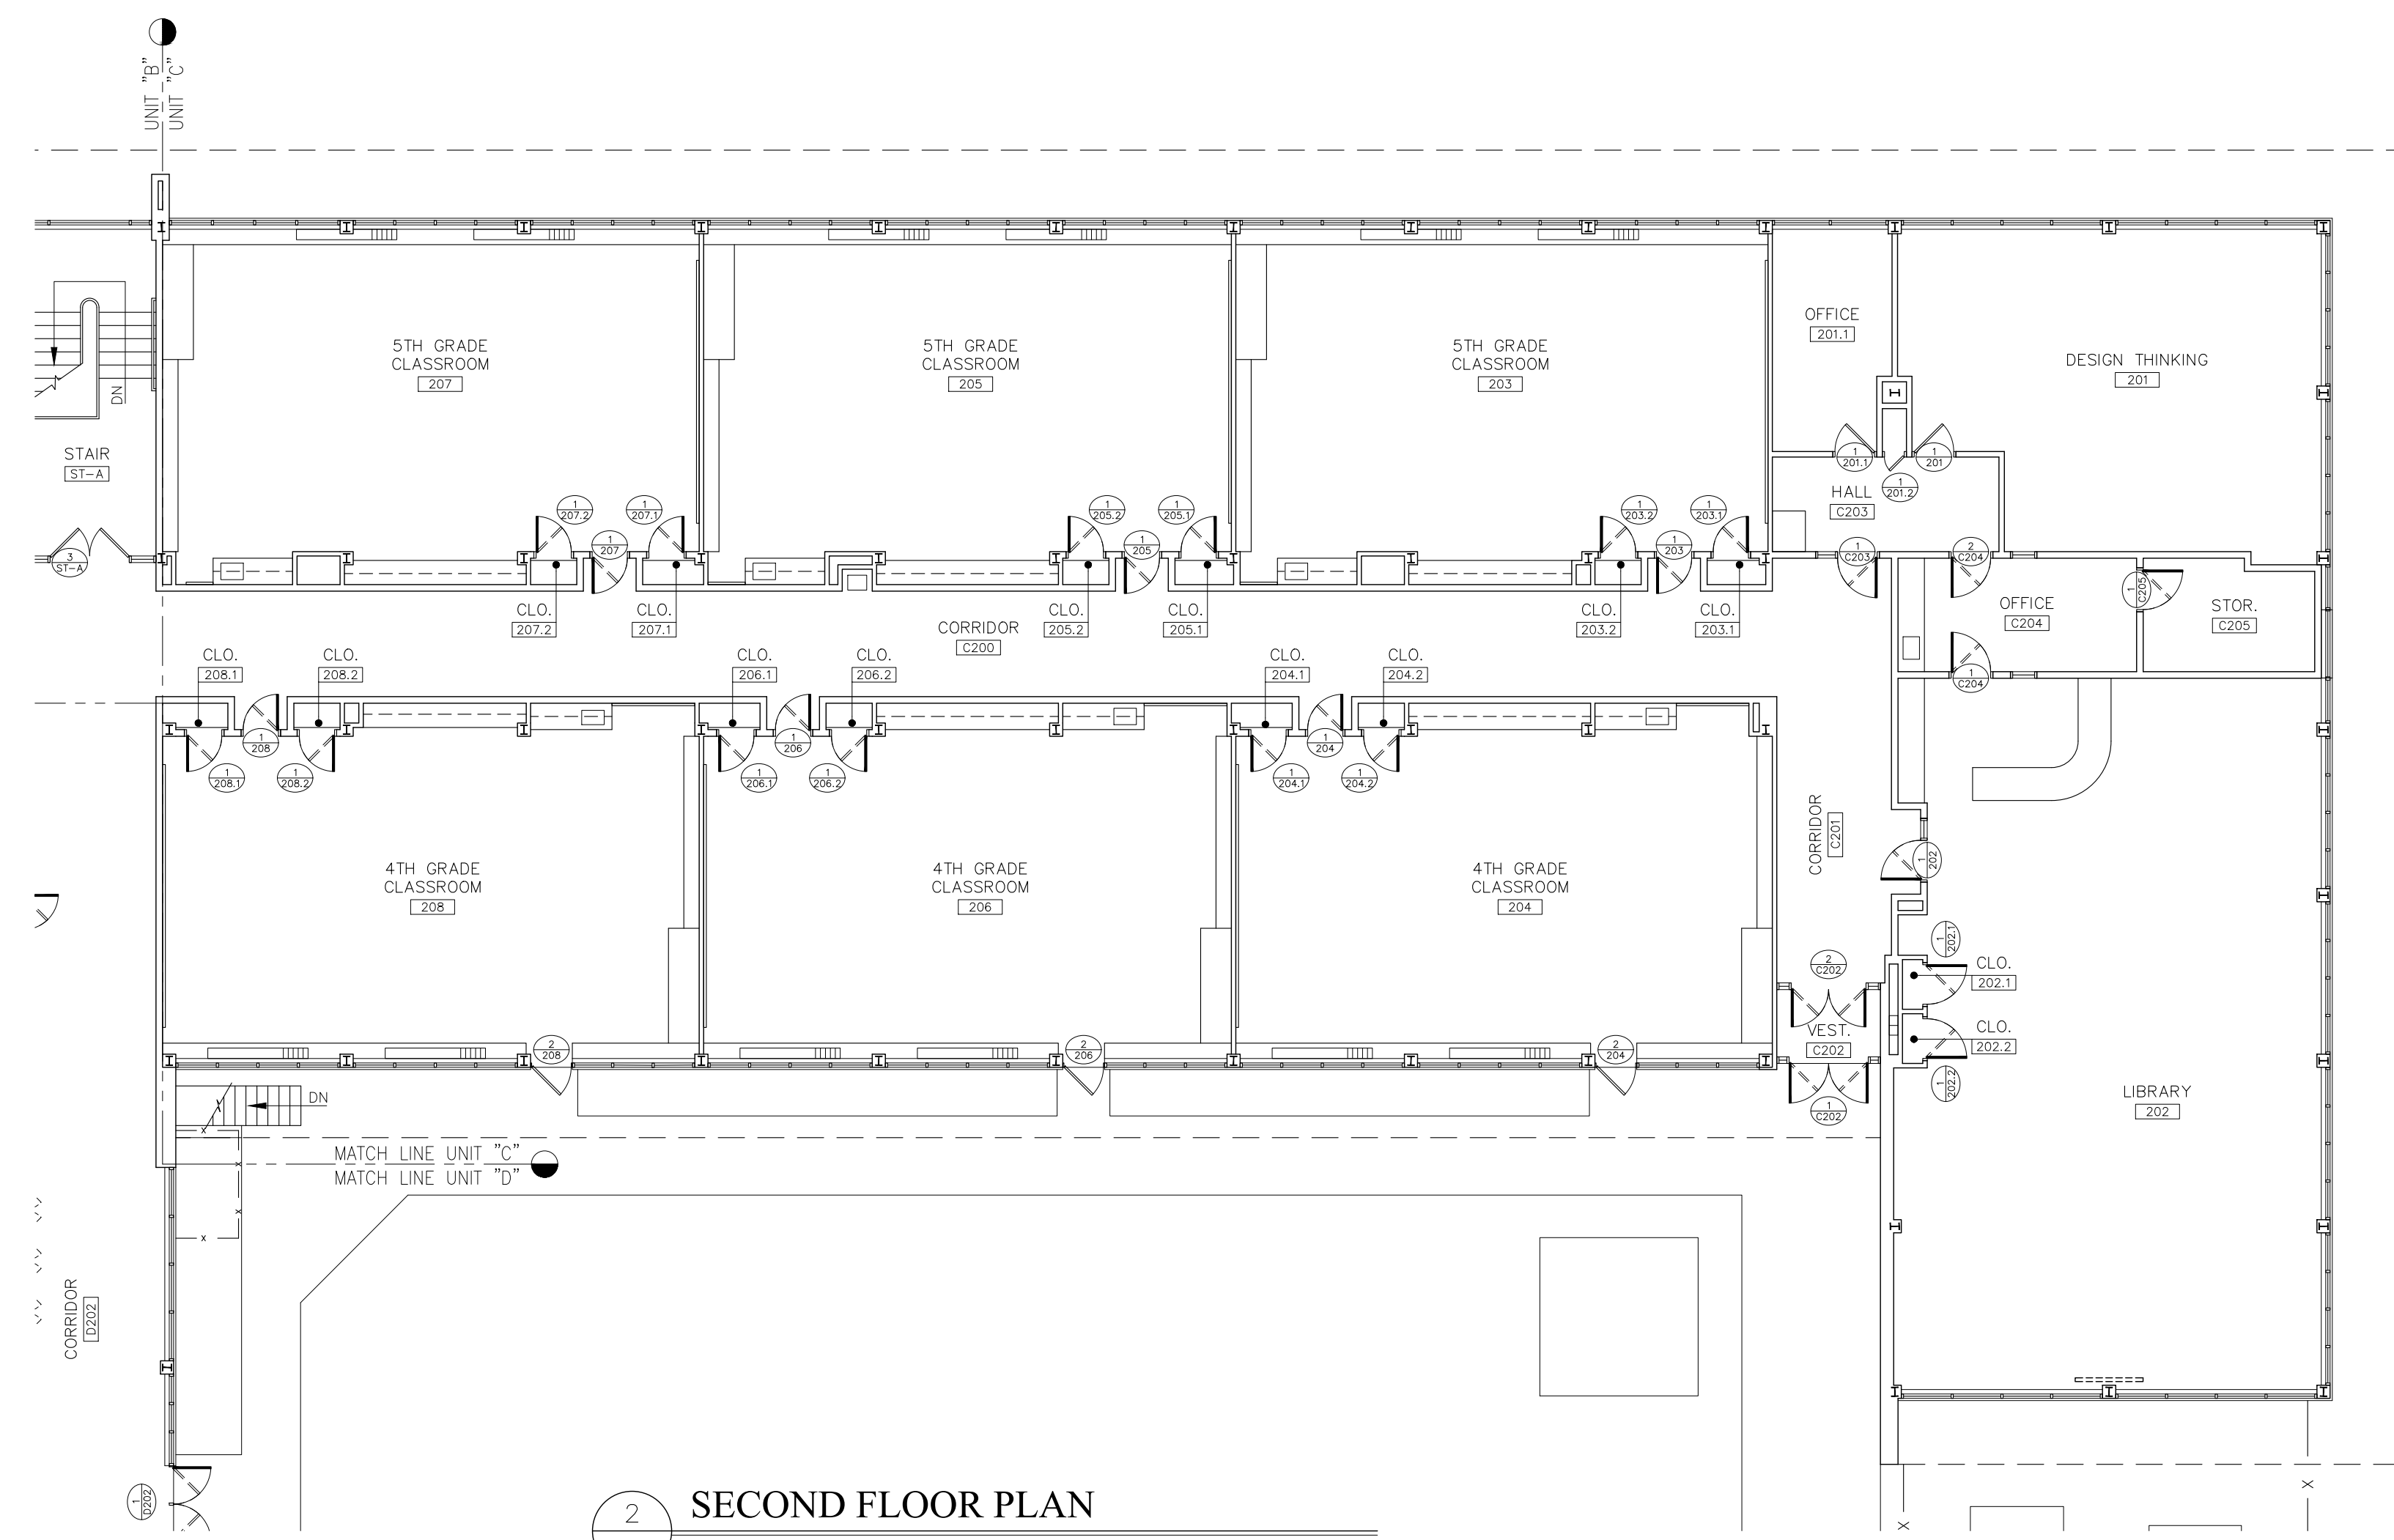 UNIT "B"
UNIT "C"
5TH GRADE
CLASSROOM
207
5TH GRADE
CLASSROOM
205
5TH GRADE
CLASSROOM
203
OFFICE
201.1
DESIGN THINKING
201
DN
STAIR
ST-A
3
ST-A
1
201.1
1
201
1
201.2
HALL
C203
1
207.2
1
207.1
1
207
1
205.2
1
205.1
1
205
1
203.2
1
203.1
1
203
1
C203
2
C204
1
C205
OFFICE
C204
STOR.
C205
1
C204
CLO.
207.2
CLO.
207.1
CORRIDOR
C200
CLO.
205.2
CLO.
205.1
CLO.
203.2
CLO.
203.1
CLO.
208.1
CLO.
208.2
CLO.
206.1
CLO.
206.2
CLO.
204.1
CLO.
204.2
1
208
1
208.1
1
208.2
1
206
1
206.1
1
206.2
1
204
1
204.1
1
204.2
CORRIDOR
C201
1
202
4TH GRADE
CLASSROOM
208
4TH GRADE
CLASSROOM
206
4TH GRADE
CLASSROOM
204
1
202.1
2
C202
CLO.
202.1
VEST.
C202
CLO.
202.2
1
202.2
1
C202
2
208
2
206
2
204
LIBRARY
202
DN
X
X
X
X
MATCH LINE UNIT "C"
MATCH LINE UNIT "D"
CORRIDOR
D202
1
D202
X
X
2
SECOND FLOOR PLAN